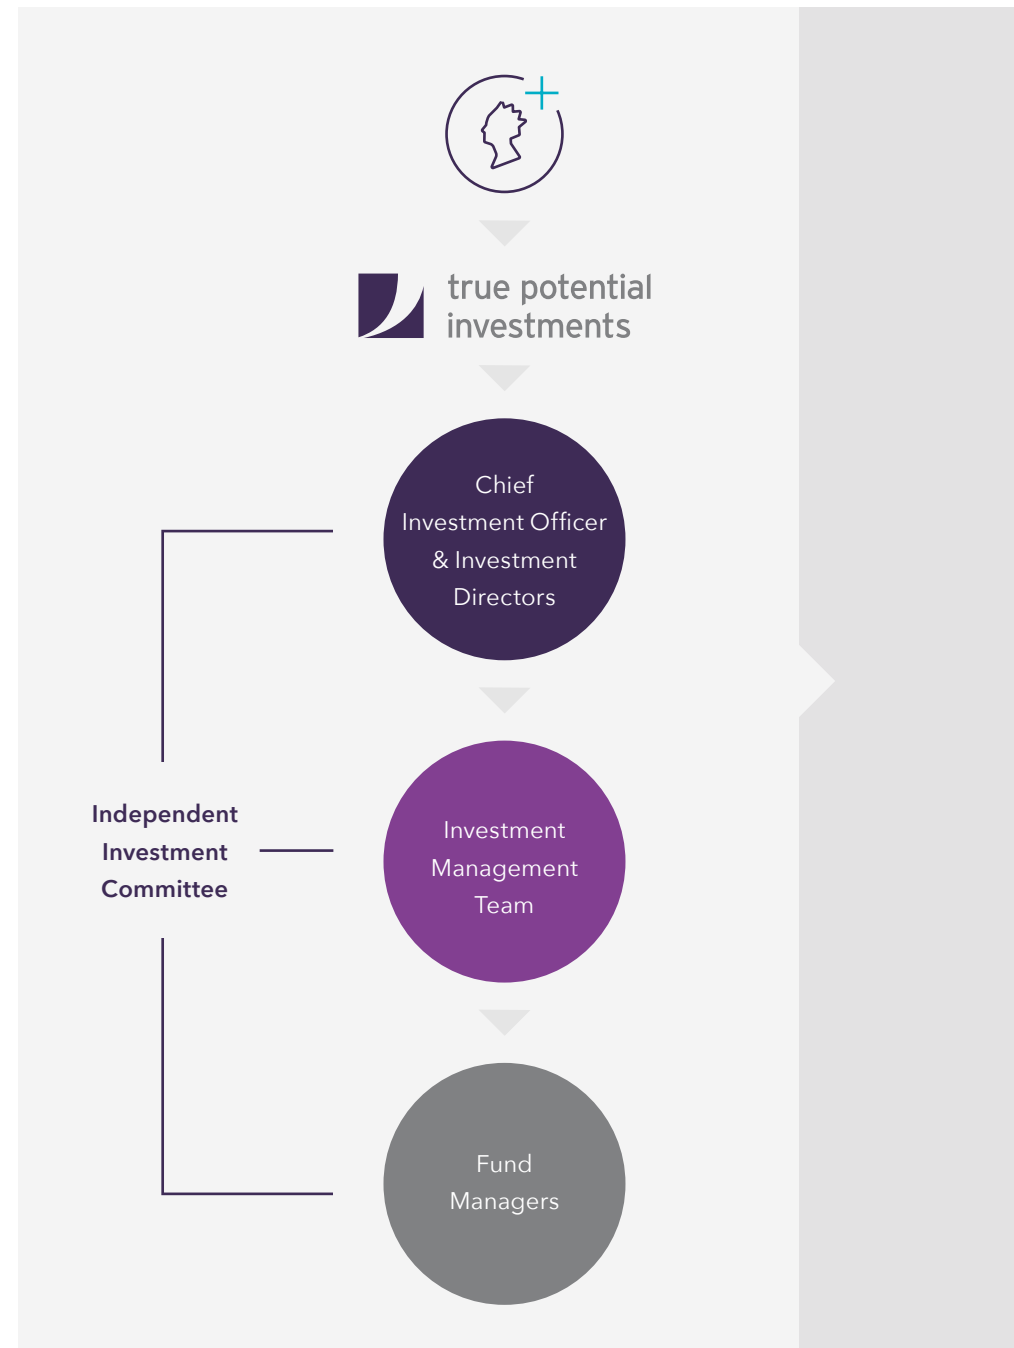 true potential
investments
Chief
Investment Officer
& Investment
Directors
Independent
Investment
Committee
Investment
Management
Team
Fund
Managers